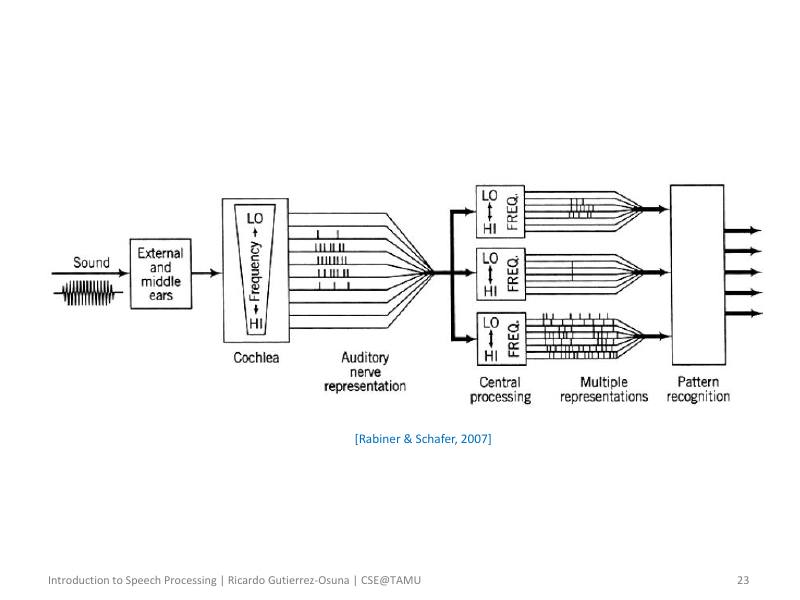 Sound
External
and
middle
ears
LO
Frequency
HI
Cochlea
Auditory
nerve
representation
LO
HI
FREQ.
LO
HI
FREQ.
LO
HI
FREQ.
Central
processing
Multiple
representations
Pattern
recognition
[Rabiner & Schafer, 2007]
Introduction to Speech Processing | Ricardo Gutierrez-Osuna | CSE@TAMU
23